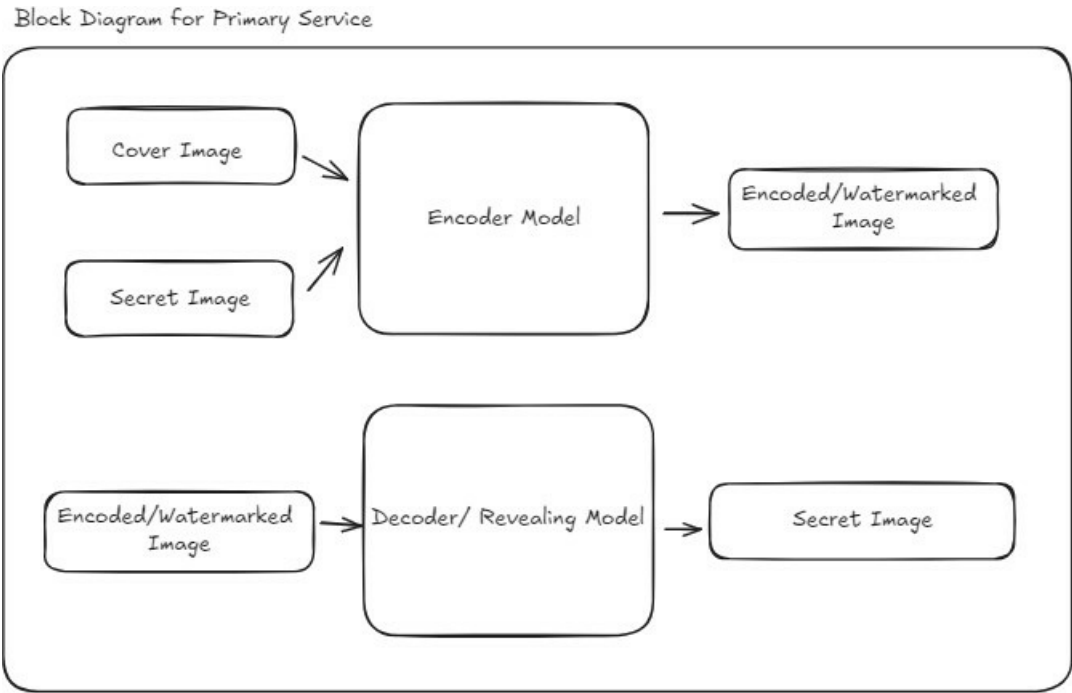 Block Diagram for Primary Service
Cover Image
Secret Image
Encoder Model
Encoded/Watermarked
Image
Encoded/Watermarked
Image
Decoder/ Revealing Model
Secret Image